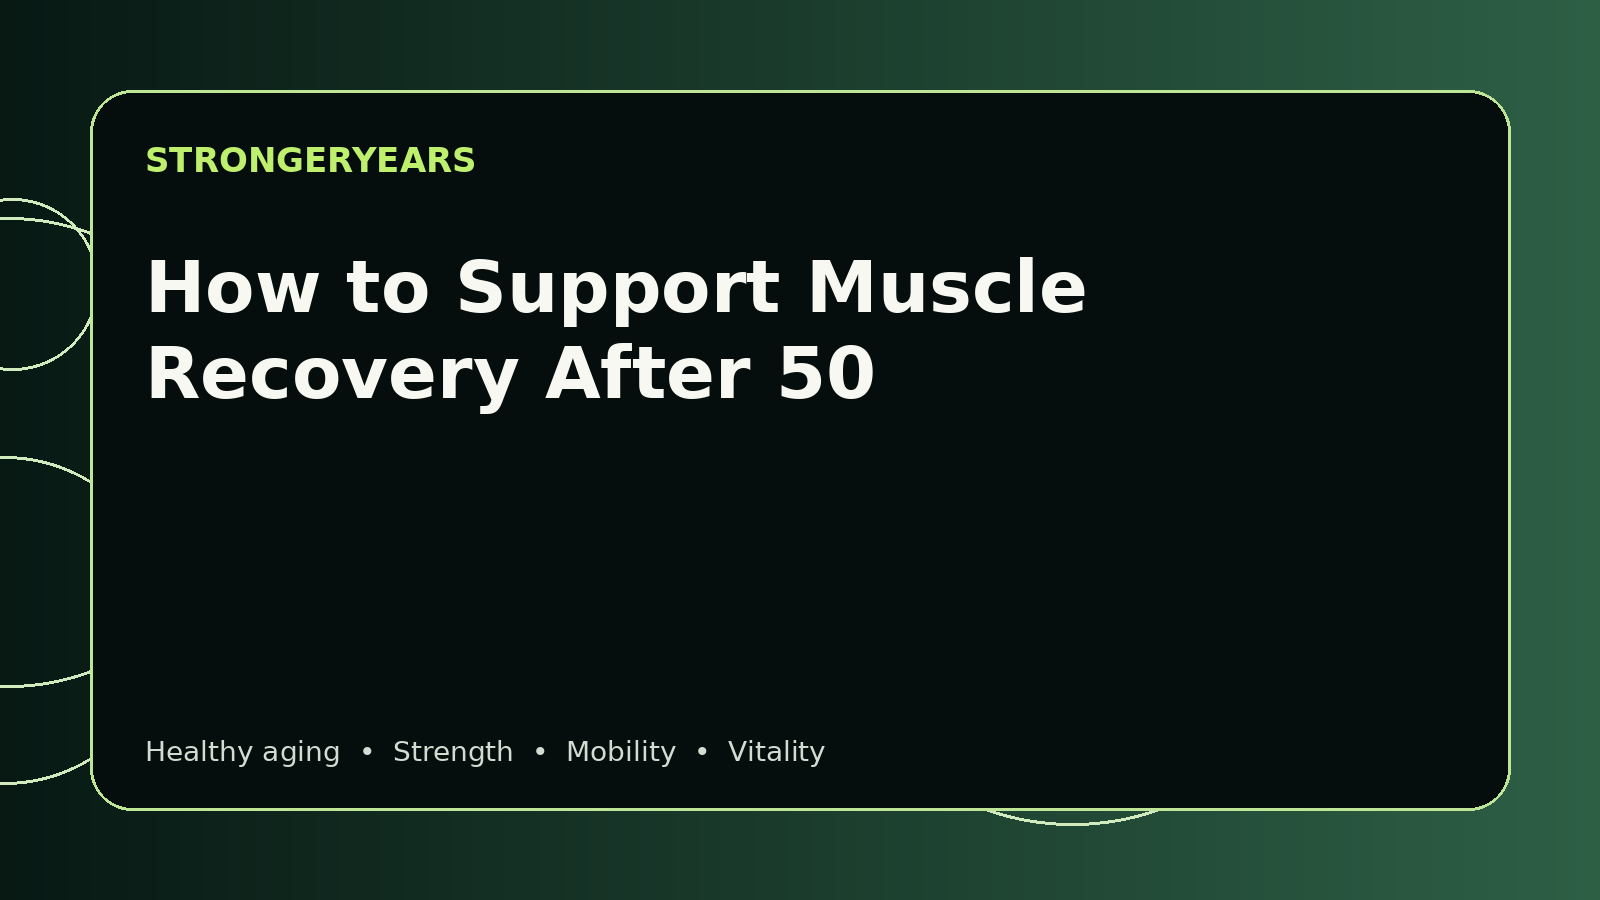 STRONGERYEARS
How to Support Muscle
Recovery After 50
Healthy aging • Strength • Mobility • Vitality